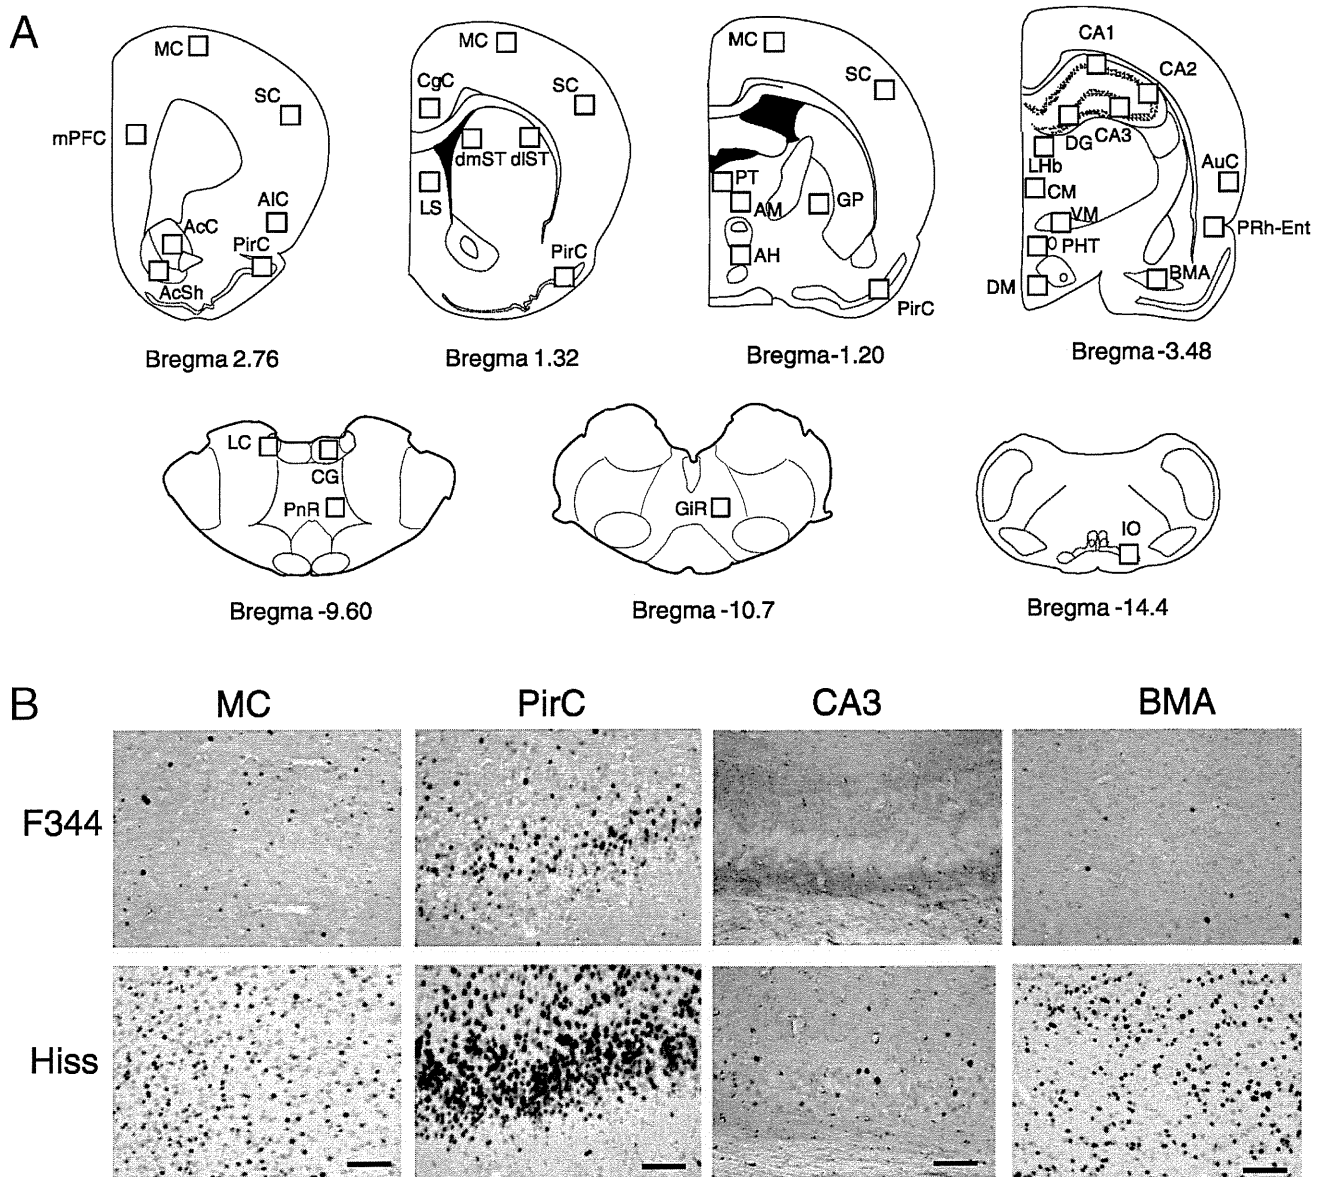 A
MC
SC
mPFC
AIC
AcC
PirC
AcSh
Bregma 2.76
MC
CgC
SC
dmST
dlST
LS
PirC
Bregma 1.32
MC
SC
PT
AM
GP
AH
PirC
Bregma-1.20
CA1
CA2
CA3
DG
LHb
AuC
CM
VM
PRh-Ent
PHT
BMA
DM
Bregma-3.48
LC
CG
PnR
Bregma -9.60
GiR
Bregma -10.7
IO
Bregma -14.4
B
MC
PirC
CA3
BMA
F344
Hiss